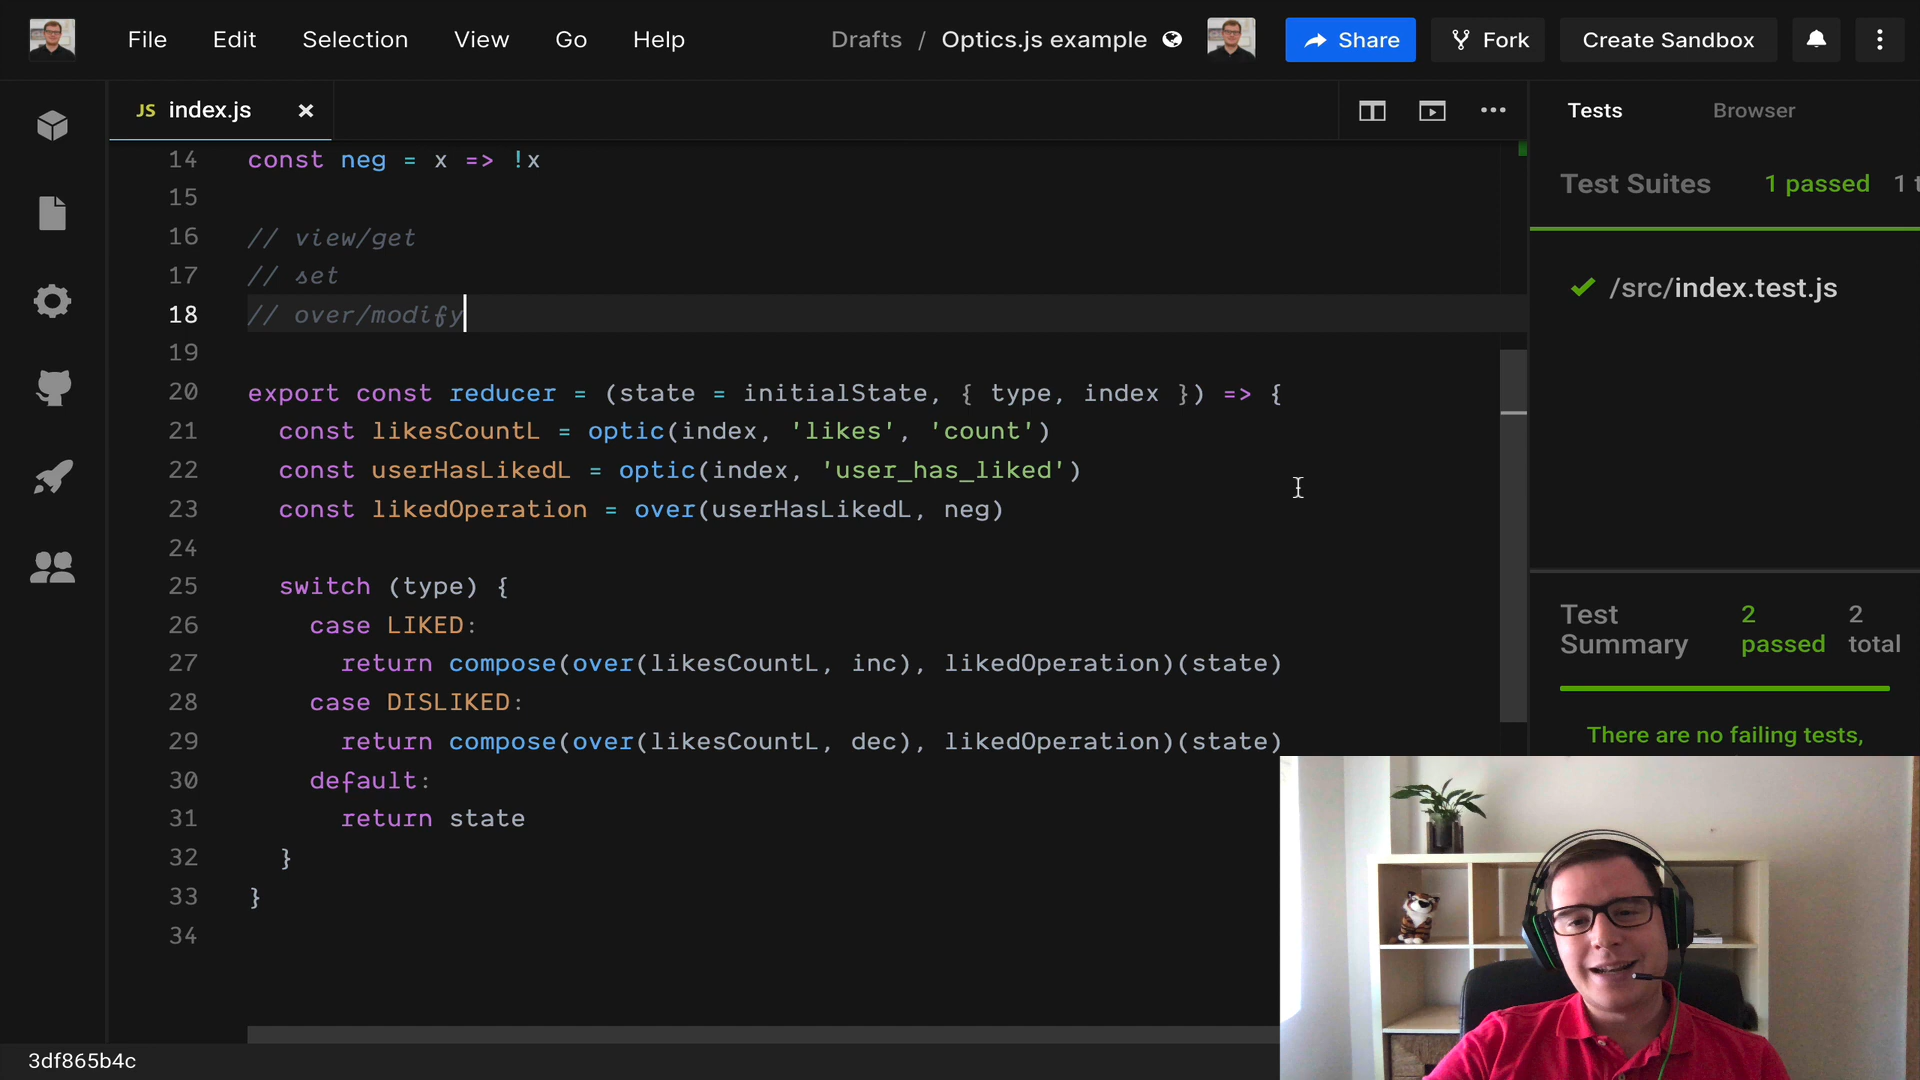 File Edit Selection View Go Help Drafts / Optics.js example Share Fork Create Sandbox
JS index.js Tests Browser
14 const neg = x => !x
15
16 // view/get
17 // set
18 // over/modify
19
20 export const reducer = (state = initialState, { type, index }) => {
21 const likesCountL = optic(index, 'likes', 'count')
22 const userHasLikedL = optic(index, 'user_has_liked')
23 const likedOperation = over(userHasLikedL, neg)
24
25 switch (type) {
26 case LIKED:
27 return compose(over(likesCountL, inc), likedOperation)(state)
28 case DISLIKED:
29 return compose(over(likesCountL, dec), likedOperation)(state)
30 default:
31 return state
32 }
33 }
34
Test Suites 1 passed 1 t
/src/index.test.js
Test Summary 2 passed 2 total
There are no failing tests,
3df865b4c